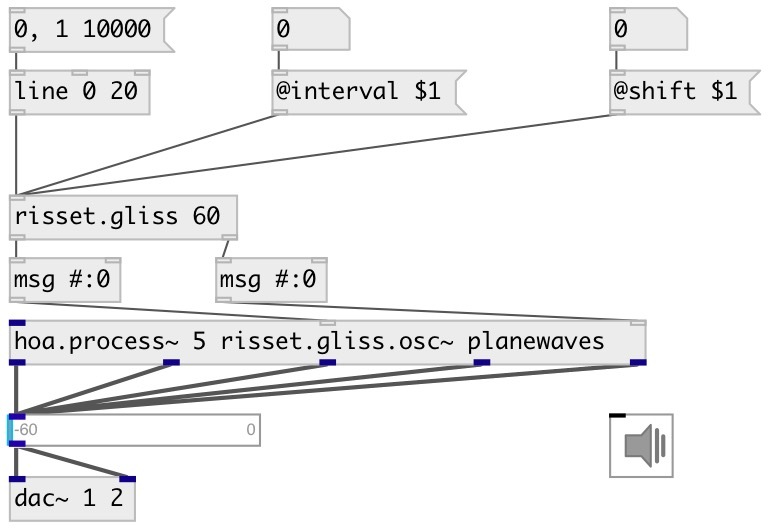 0, 1 10000
0
0
line 0 20
@interval $1
@shift $1
risset.gliss 60
msg #:0
msg #:0
hoa.process~ 5 risset.gliss.osc~ planewaves
-60
0
dac~ 1 2